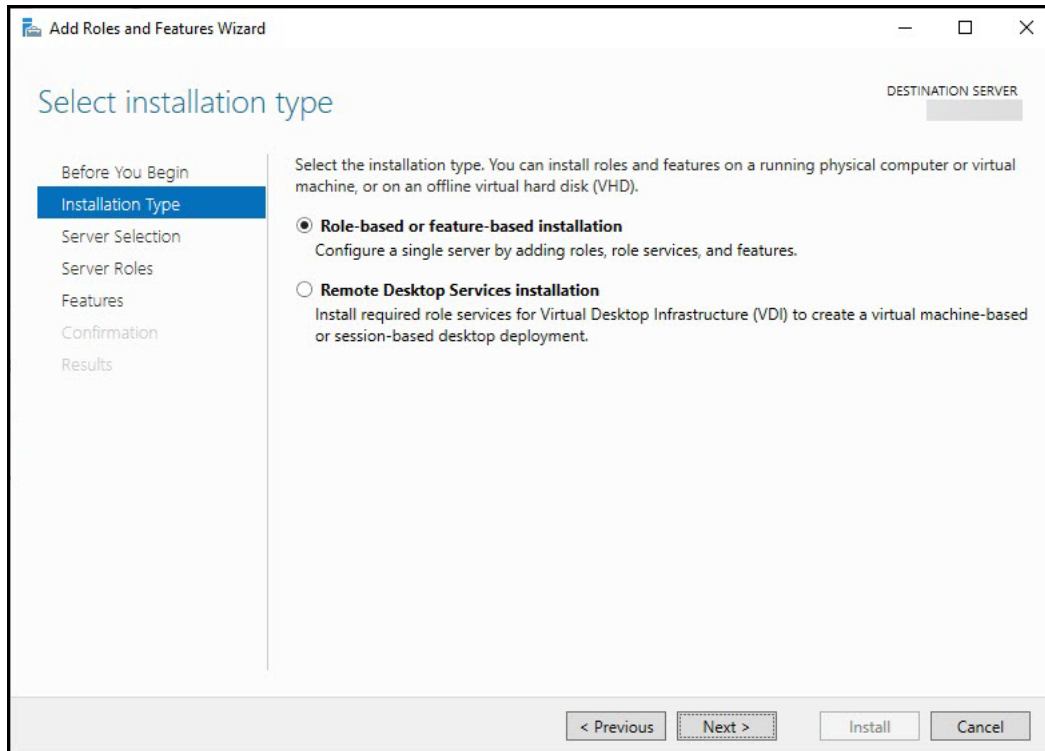 Add Roles and Features Wizard
Select installation type
DESTINATION SERVER
Before You Begin
Installation Type
Server Selection
Server Roles
Features
Confirmation
Results
Select the installation type. You can install roles and features on a running physical computer or virtual
machine, or on an offline virtual hard disk (VHD).
Role-based or feature-based installation
Configure a single server by adding roles, role services, and features.
Remote Desktop Services installation
Install required role services for Virtual Desktop Infrastructure (VDI) to create a virtual machine-based
or session-based desktop deployment.
< Previous
Next >
Install
Cancel